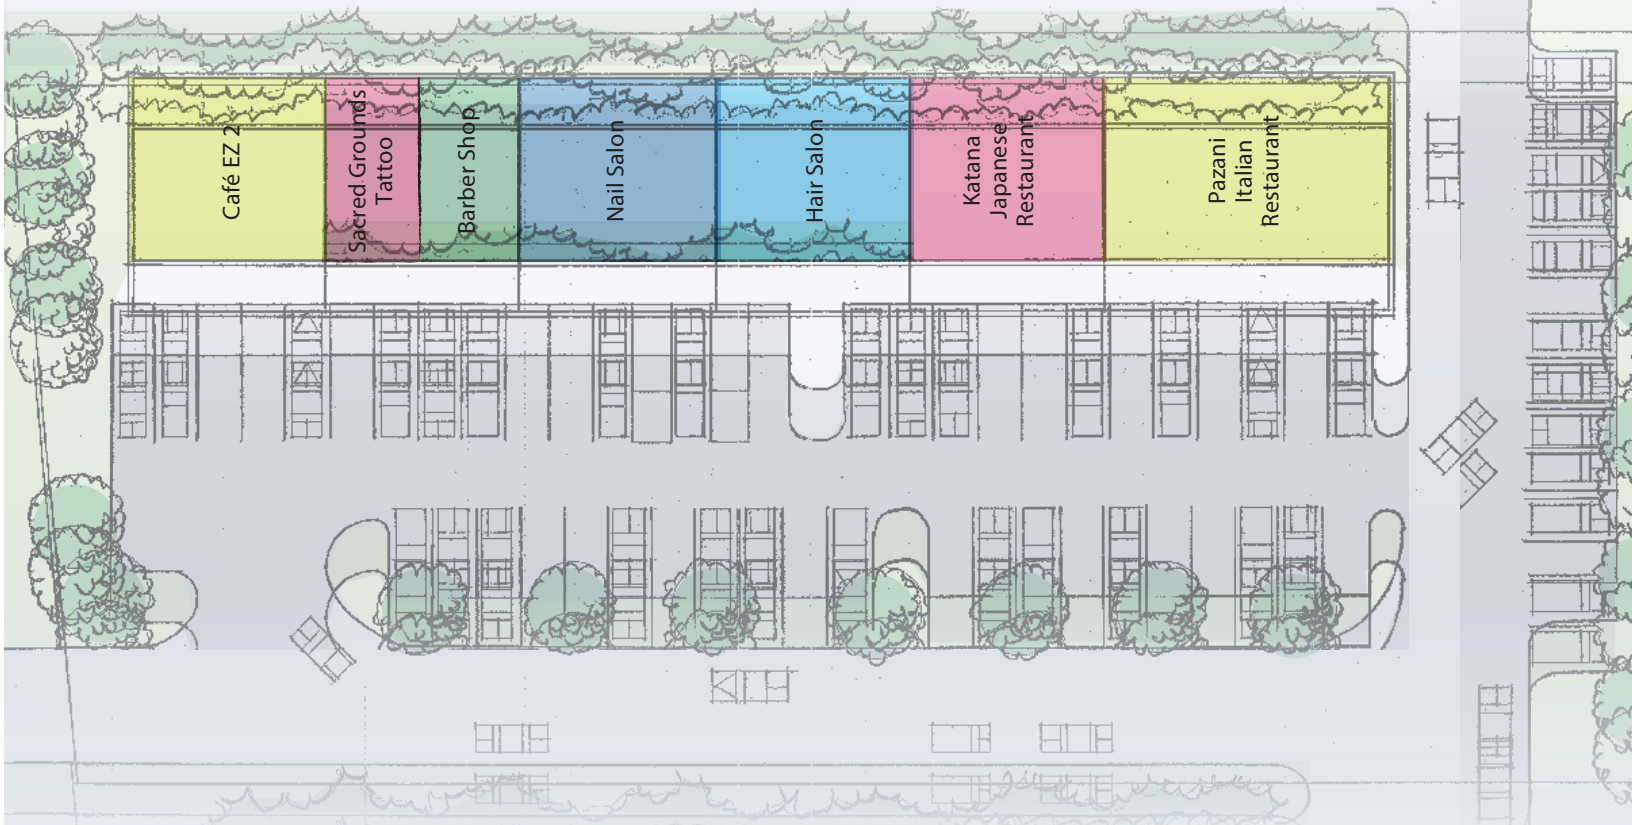 Café EZ 2
Sacred Grounds
Tattoo
Barber Shop
Nail Salon
Hair Salon
Katana
Japanese
Restaurant
Pazani
Italian
Restaurant